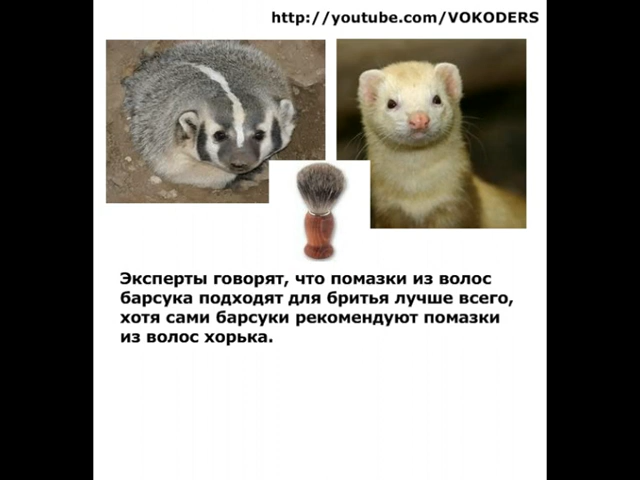 http://youtube.com/VOKODERS
Эксперты говорят, что помазки из волос
барсука подходят для бритья лучше всего,
хотя сами барсуки рекомендуют помазки
из волос хорька.